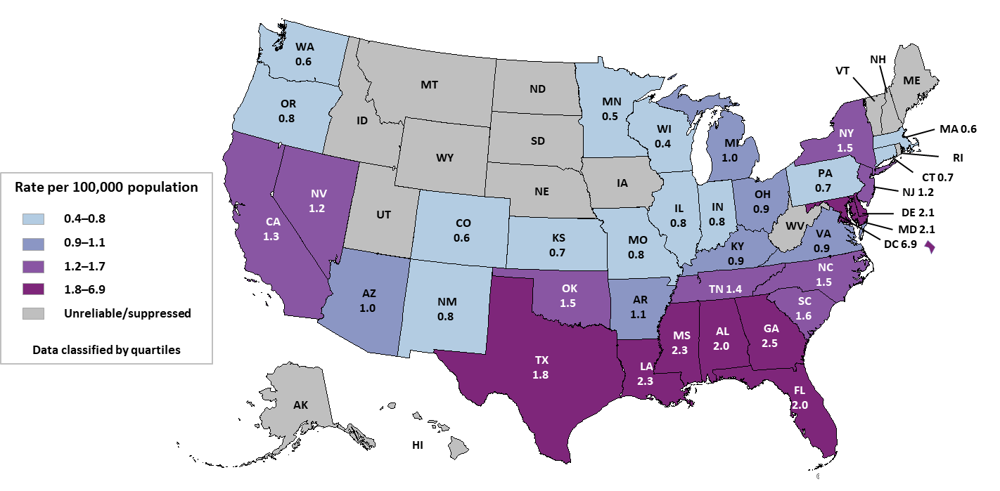 WA
0.6
OR
0.8
CA
1.3
NV
1.2
ID
MT
WY
UT
AZ
1.0
CO
0.6
NM
0.8
ND
SD
NE
KS
0.7
OK
1.5
TX
1.8
MN
0.5
IA
MO
0.8
AR
1.1
LA
2.3
WI
0.4
IL
0.8
MI
1.0
IN
0.8
OH
0.9
KY
0.9
TN 1.4
MS
2.3
AL
2.0
GA
2.5
FL
2.0
SC
1.6
NC
1.5
VA
0.9
WV
PA
0.7
NY
1.5
VT
NH
ME
MA 0.6
RI
CT 0.7
NJ 1.2
DE 2.1
MD 2.1
DC 6.9
AK
HI
Rate per 100,000 population
0.4–0.8
0.9–1.1
1.2–1.7
1.8–6.9
Unreliable/suppressed
Data classified by quartiles
©